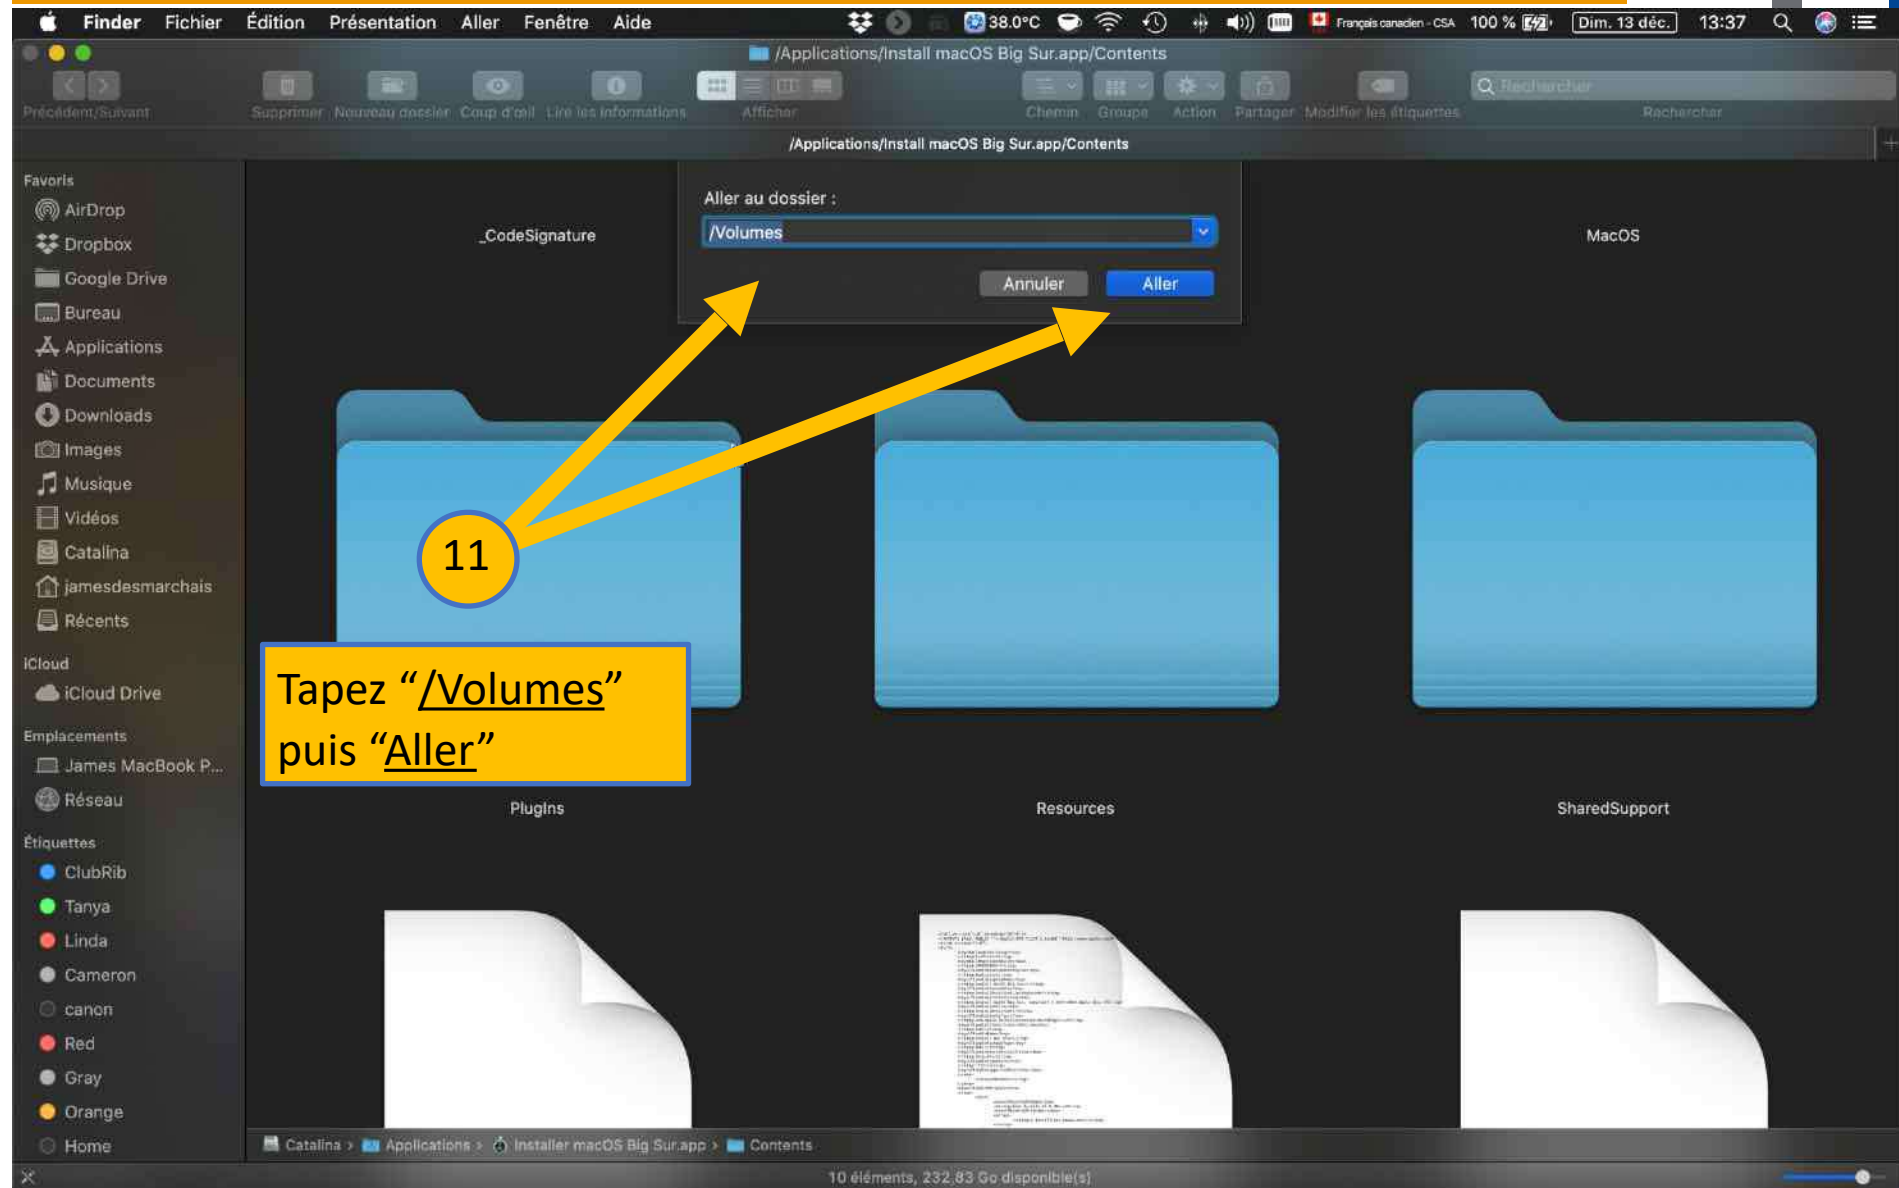 Finder Fichier Édition Présentation Aller Fenêtre Aide 38.0°C Français canadien - CSA 100 % Dim. 13 déc. 13:37
/Applications/Install macOS Big Sur.app/Contents
Rechercher
Précédent/Suivant Supprimer Nouveau dossier Coup d'œil Lire les informations Afficher Chemin Groupe Action Partager Modifier les étiquettes Rechercher
/Applications/Install macOS Big Sur.app/Contents
Favoris
AirDrop
Dropbox
Google Drive
Bureau
Applications
Documents
Downloads
Images
Musique
Vidéos
Catalina
jamesdesmarchais
Récents
iCloud
iCloud Drive
Emplacements
James MacBook P...
Réseau
Étiquettes
ClubRib
Tanya
Linda
Cameron
canon
Red
Gray
Orange
Home
Aller au dossier :
/Volumes
Annuler Aller
_CodeSignature
MacOS
11
Tapez “/Volumes”
puis “Aller”
PlugIns
Resources
SharedSupport
Catalina › Applications › Installer macOS Big Sur.app › Contents
10 éléments, 232,83 Go disponible(s)